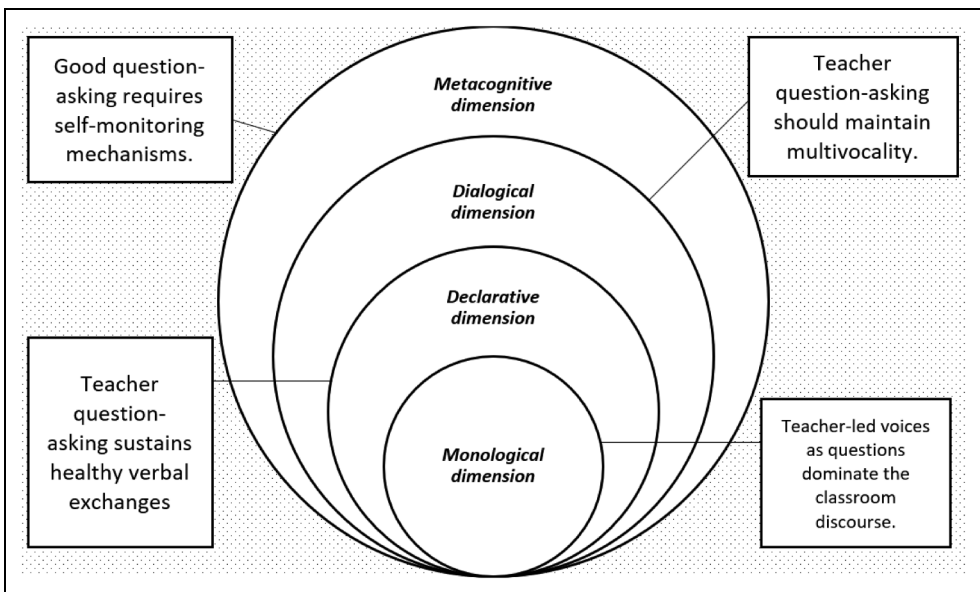 Good question-
asking requires
self-monitoring
mechanisms.
Metacognitive
dimension
Teacher
question-asking
should maintain
multivocality.
Dialogical
dimension
Declarative
dimension
Teacher
question-
asking sustains
healthy verbal
exchanges
Monological
dimension
Teacher-led voices
as questions
dominate the
classroom
discourse.